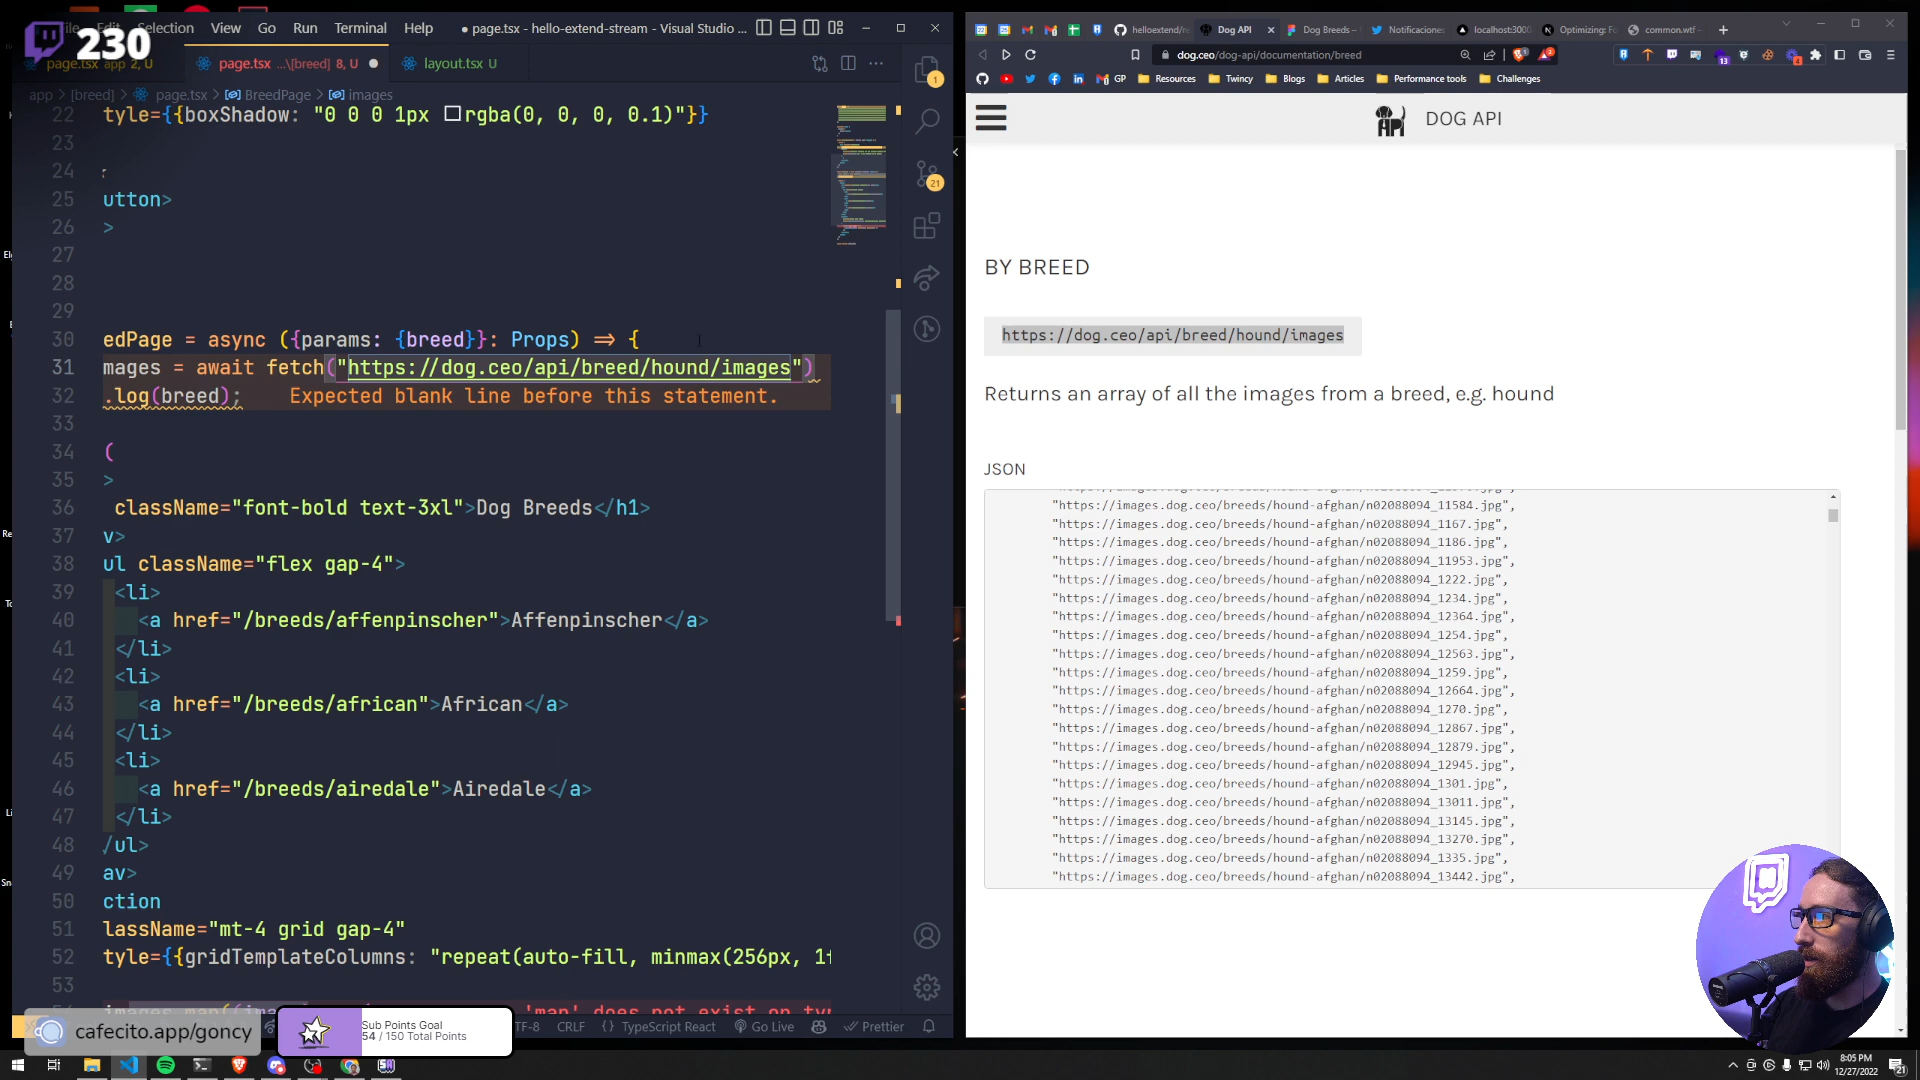 230
File Edit Selection View Go Run Terminal Help
page.tsx - hello-extend-stream - Visual Studio ...
page.tsx app 2, U
page.tsx ...\[breed] 8, U
layout.tsx U
app > [breed] > page.tsx > BreedPage > images
22 tyle={{boxShadow: "0 0 0 1px rgba(0, 0, 0, 0.1)"}}
23
24
25 utton>
26 >
27
28
29
30 edPage = async ({params: {breed}}: Props) => {
31 mages = await fetch("https://dog.ceo/api/breed/hound/images")
32 .log(breed); Expected blank line before this statement.
33
34 (
35 >
36 className="font-bold text-3xl">Dog Breeds</h1>
37 v>
38 ul className="flex gap-4">
39 <li>
40 <a href="/breeds/affenpinscher">Affenpinscher</a>
41 </li>
42 <li>
43 <a href="/breeds/african">African</a>
44 </li>
45 <li>
46 <a href="/breeds/airedale">Airedale</a>
47 </li>
48 /ul>
49 av>
50 ction
51 lassName="mt-4 grid gap-4"
52 tyle={{gridTemplateColumns: "repeat(auto-fill, minmax(256px, 1f
53
1
21
cafecito.app/goncy
Sub Points Goal
54 / 150 Total Points
TF-8 CRLF {} TypeScript React Go Live Prettier
helloextend/ne
Dog API
Dog Breeds –
Notificaciones
localhost:3000
Optimizing: Fo
common.wtf –
dog.ceo/dog-api/documentation/breed
GP Resources Twincy Blogs Articles Performance tools Challenges
DOG API
BY BREED
https://dog.ceo/api/breed/hound/images
Returns an array of all the images from a breed, e.g. hound
JSON
"https://images.dog.ceo/breeds/hound-afghan/n02088094_11584.jpg",
"https://images.dog.ceo/breeds/hound-afghan/n02088094_1167.jpg",
"https://images.dog.ceo/breeds/hound-afghan/n02088094_1186.jpg",
"https://images.dog.ceo/breeds/hound-afghan/n02088094_11953.jpg",
"https://images.dog.ceo/breeds/hound-afghan/n02088094_1222.jpg",
"https://images.dog.ceo/breeds/hound-afghan/n02088094_1234.jpg",
"https://images.dog.ceo/breeds/hound-afghan/n02088094_12364.jpg",
"https://images.dog.ceo/breeds/hound-afghan/n02088094_1254.jpg",
"https://images.dog.ceo/breeds/hound-afghan/n02088094_12563.jpg",
"https://images.dog.ceo/breeds/hound-afghan/n02088094_1259.jpg",
"https://images.dog.ceo/breeds/hound-afghan/n02088094_12664.jpg",
"https://images.dog.ceo/breeds/hound-afghan/n02088094_1270.jpg",
"https://images.dog.ceo/breeds/hound-afghan/n02088094_12867.jpg",
"https://images.dog.ceo/breeds/hound-afghan/n02088094_12879.jpg",
"https://images.dog.ceo/breeds/hound-afghan/n02088094_12945.jpg",
"https://images.dog.ceo/breeds/hound-afghan/n02088094_1301.jpg",
"https://images.dog.ceo/breeds/hound-afghan/n02088094_13011.jpg",
"https://images.dog.ceo/breeds/hound-afghan/n02088094_13145.jpg",
"https://images.dog.ceo/breeds/hound-afghan/n02088094_13270.jpg",
"https://images.dog.ceo/breeds/hound-afghan/n02088094_1335.jpg",
"https://images.dog.ceo/breeds/hound-afghan/n02088094_13442.jpg",
8:05 PM
12/27/2022
21